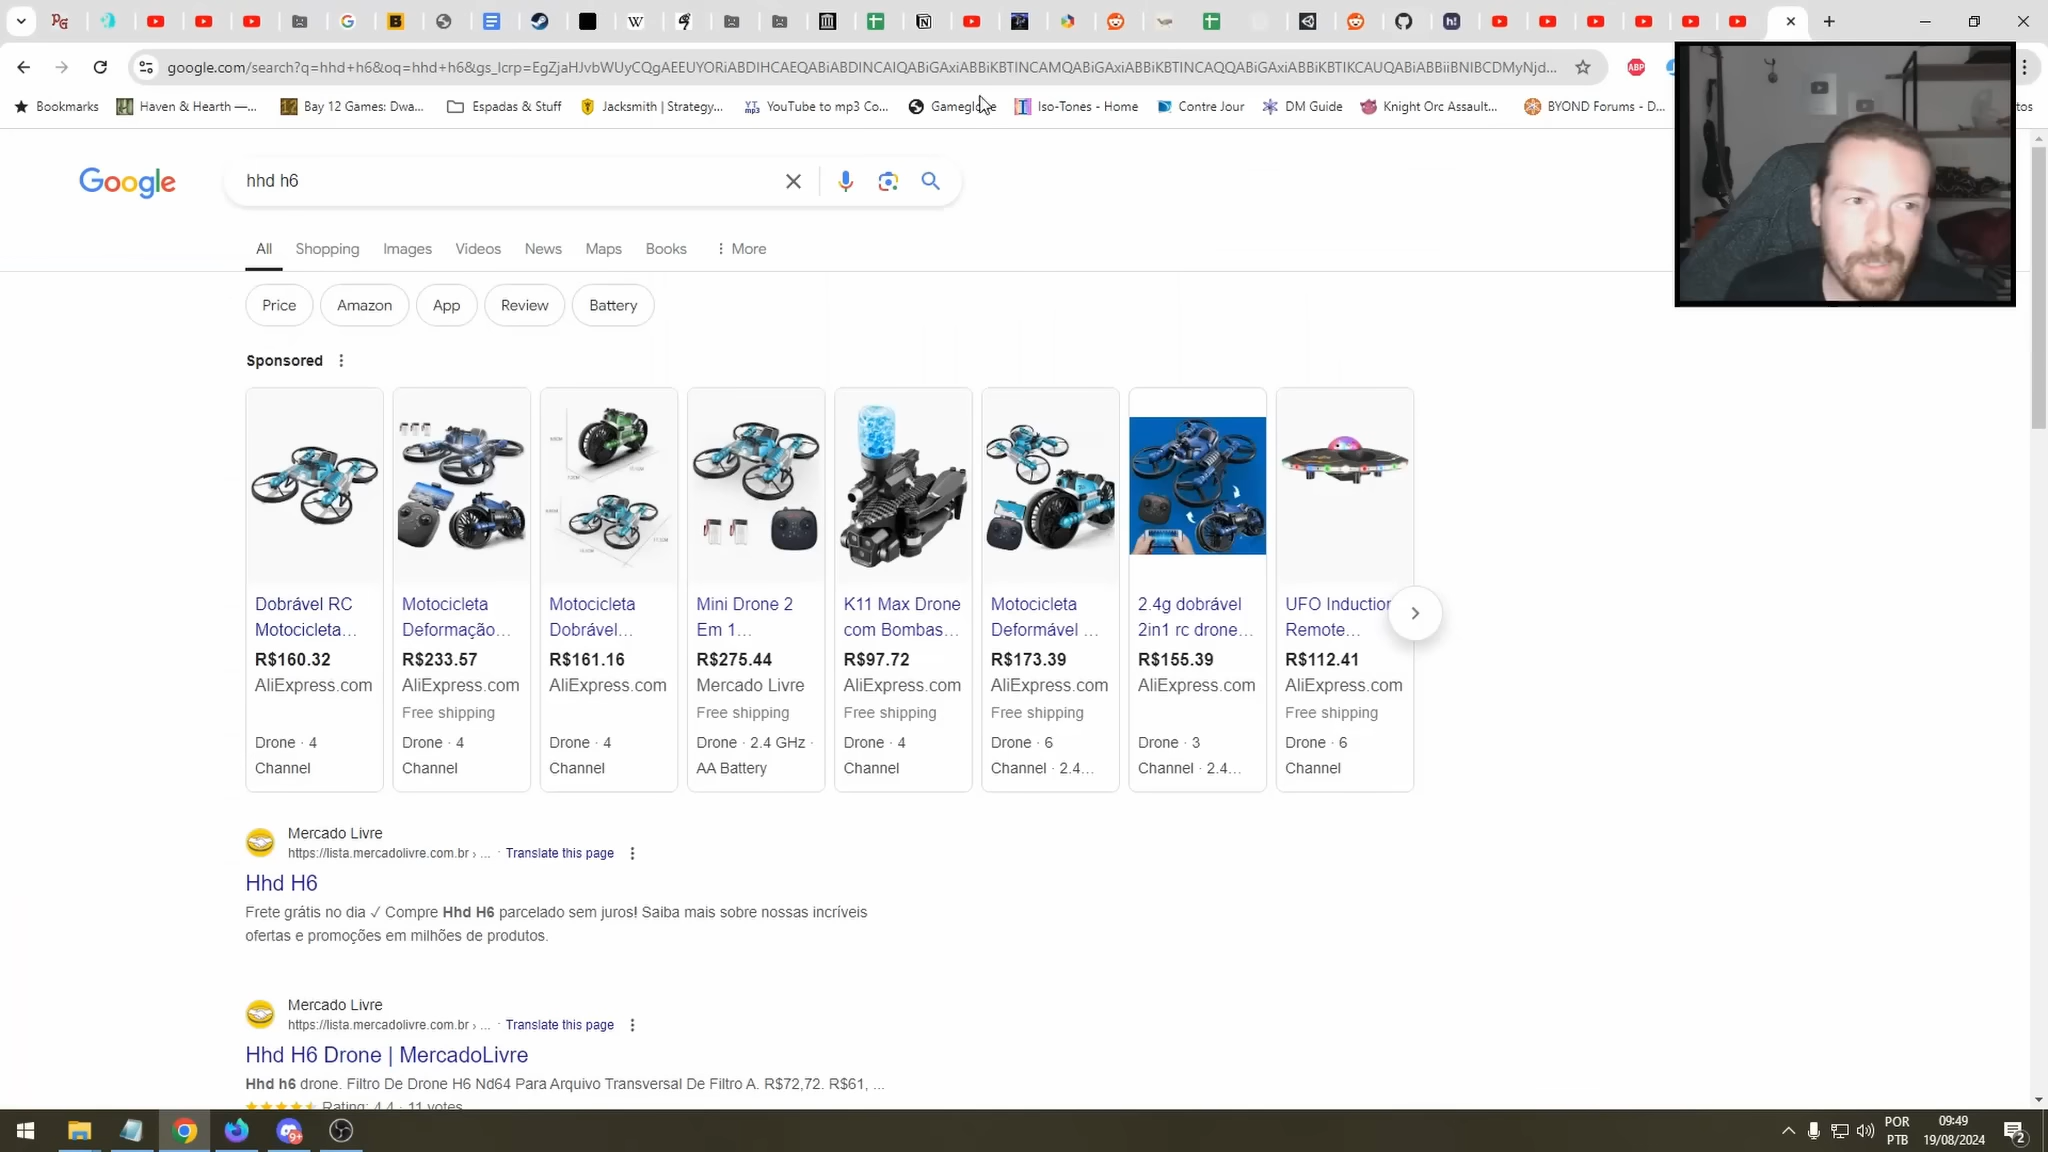 google.com/search?q=hhd+h6&oq=hhd+h6&gs_lcrp=EgZjaHJvbWUyCQgAEEUYORiABDIHCAEQABiABDINCAIQABiGAxiABBiKBTINCAMQABiGAxiABBiKBTINCAQQABiGAxiABBiKBTIKCAUQABiABBiiBNIBCDMyNjd...
ABP
Bookmarks
Haven & Hearth —...
Bay 12 Games: Dwa...
Espadas & Stuff
Jacksmith | Strategy...
YouTube to mp3 Co...
Iso-Tones - Home
Contre Jour
DM Guide
Knight Orc Assault...
BYOND Forums - D...
Google
hhd h6
All
Shopping
Images
Videos
News
Maps
Books
More
Price
Amazon
App
Review
Battery
Sponsored
Dobrável RC
Motocicleta...
R$160.32
AliExpress.com
Drone · 4
Channel
Motocicleta
Deformação...
R$233.57
AliExpress.com
Free shipping
Drone · 4
Channel
Motocicleta
Dobrável...
R$161.16
AliExpress.com
Drone · 4
Channel
Mini Drone 2
Em 1...
R$275.44
Mercado Livre
Free shipping
Drone · 2.4 GHz ·
AA Battery
K11 Max Drone
com Bombas...
R$97.72
AliExpress.com
Free shipping
Drone · 4
Channel
Motocicleta
Deformável ...
R$173.39
AliExpress.com
Free shipping
Drone · 6
Channel · 2.4...
2.4g dobrável
2in1 rc drone...
R$155.39
AliExpress.com
Free shipping
Drone · 3
Channel · 2.4...
UFO Induction
Remote...
R$112.41
AliExpress.com
Free shipping
Drone · 6
Channel
Mercado Livre
https://lista.mercadolivre.com.br › ... · Translate this page
Hhd H6
Frete grátis no dia ✓ Compre Hhd H6 parcelado sem juros! Saiba mais sobre nossas incríveis
ofertas e promoções em milhões de produtos.
Mercado Livre
https://lista.mercadolivre.com.br › ... · Translate this page
Hhd H6 Drone | MercadoLivre
Hhd h6 drone. Filtro De Drone H6 Nd64 Para Arquivo Transversal De Filtro A. R$72,72. R$61, ...
Rating: 4.4 · 11 votes
9+
POR
PTB
09:49
19/08/2024
2